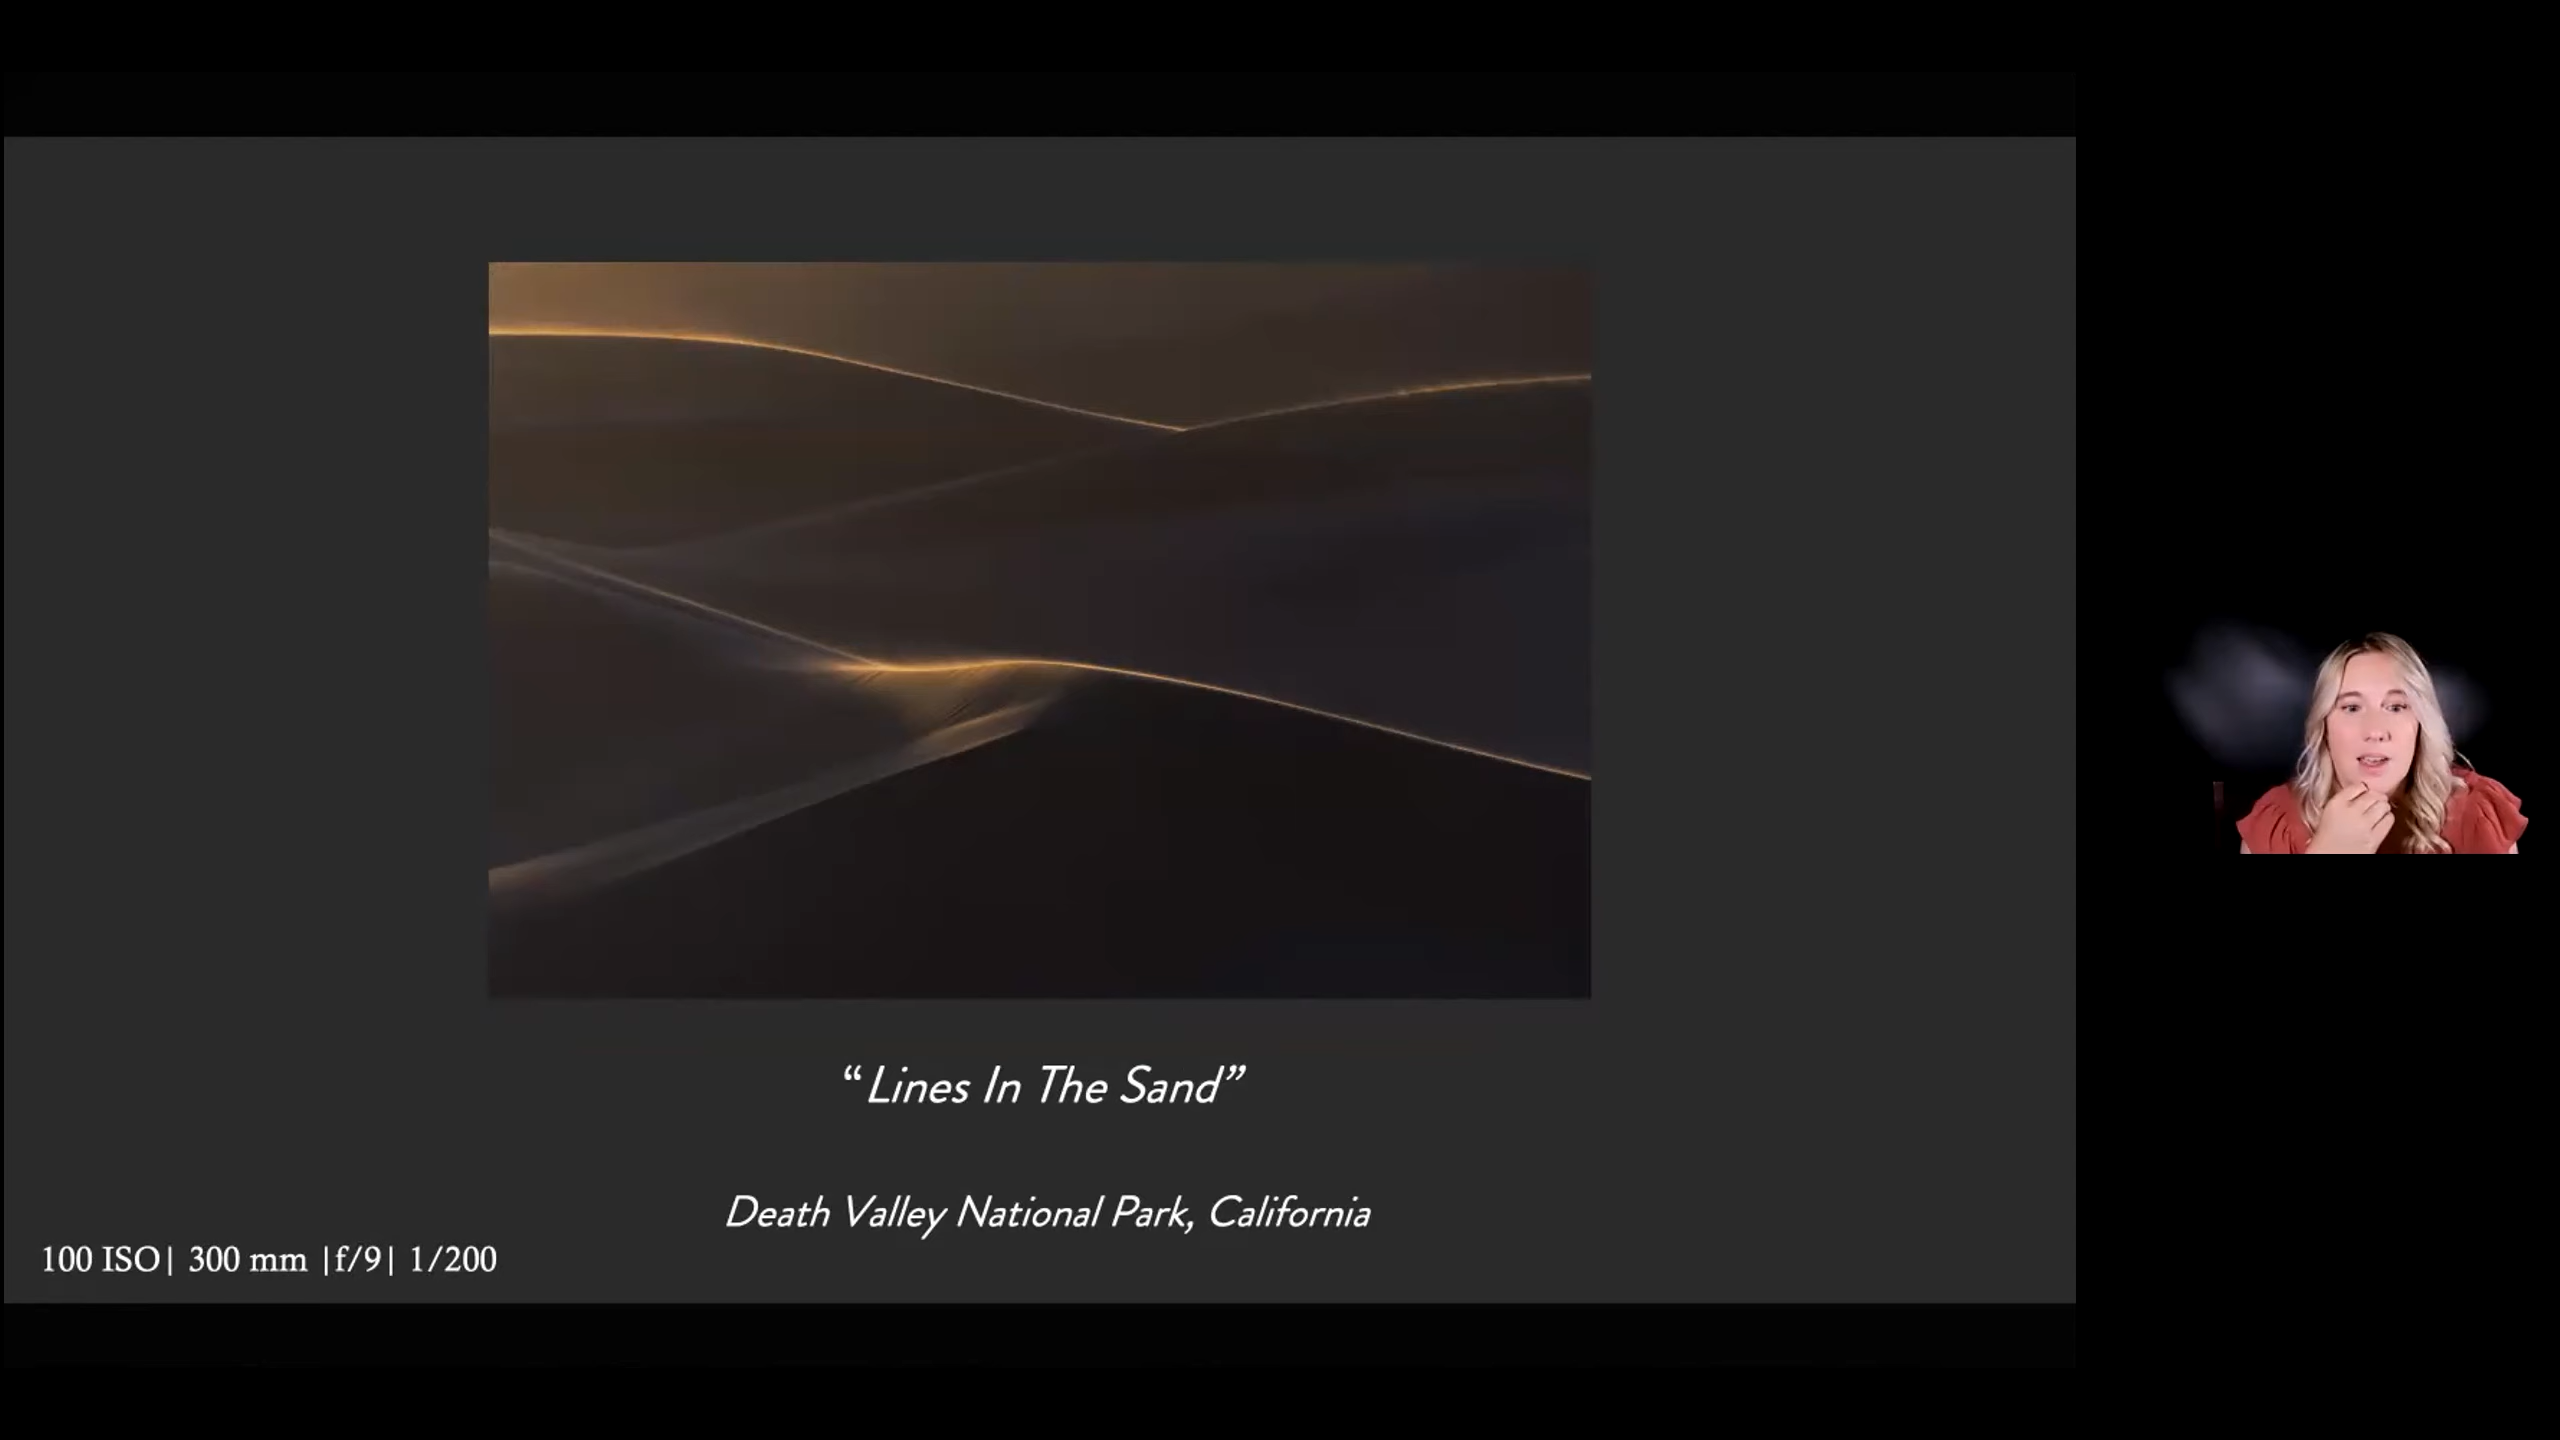 “Lines In The Sand”
Death Valley National Park, California
100 ISO| 300 mm |f/9| 1/200